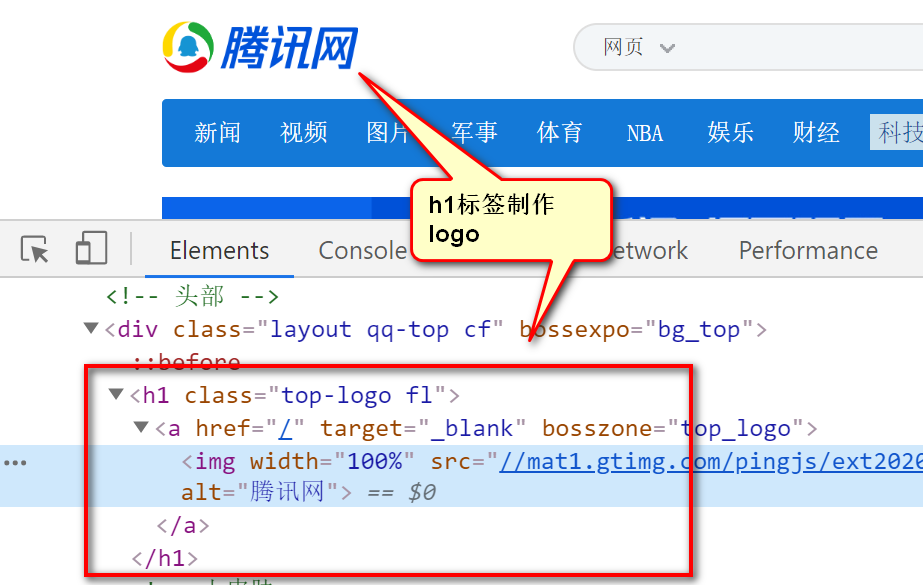 腾讯网
网页
新闻 视频 图片 军事 体育 NBA 娱乐 财经 科技
h1标签制作
logo
Elements Console etwork Performance
<!-- 头部 -->
<div class="layout qq-top cf" bossexpo="bg_top">
::before
<h1 class="top-logo fl">
<a href="/" target="_blank" bosszone="top_logo">
<img width="100%" src="//mat1.gtimg.com/pingjs/ext2020
alt="腾讯网"> == $0
</a>
</h1>